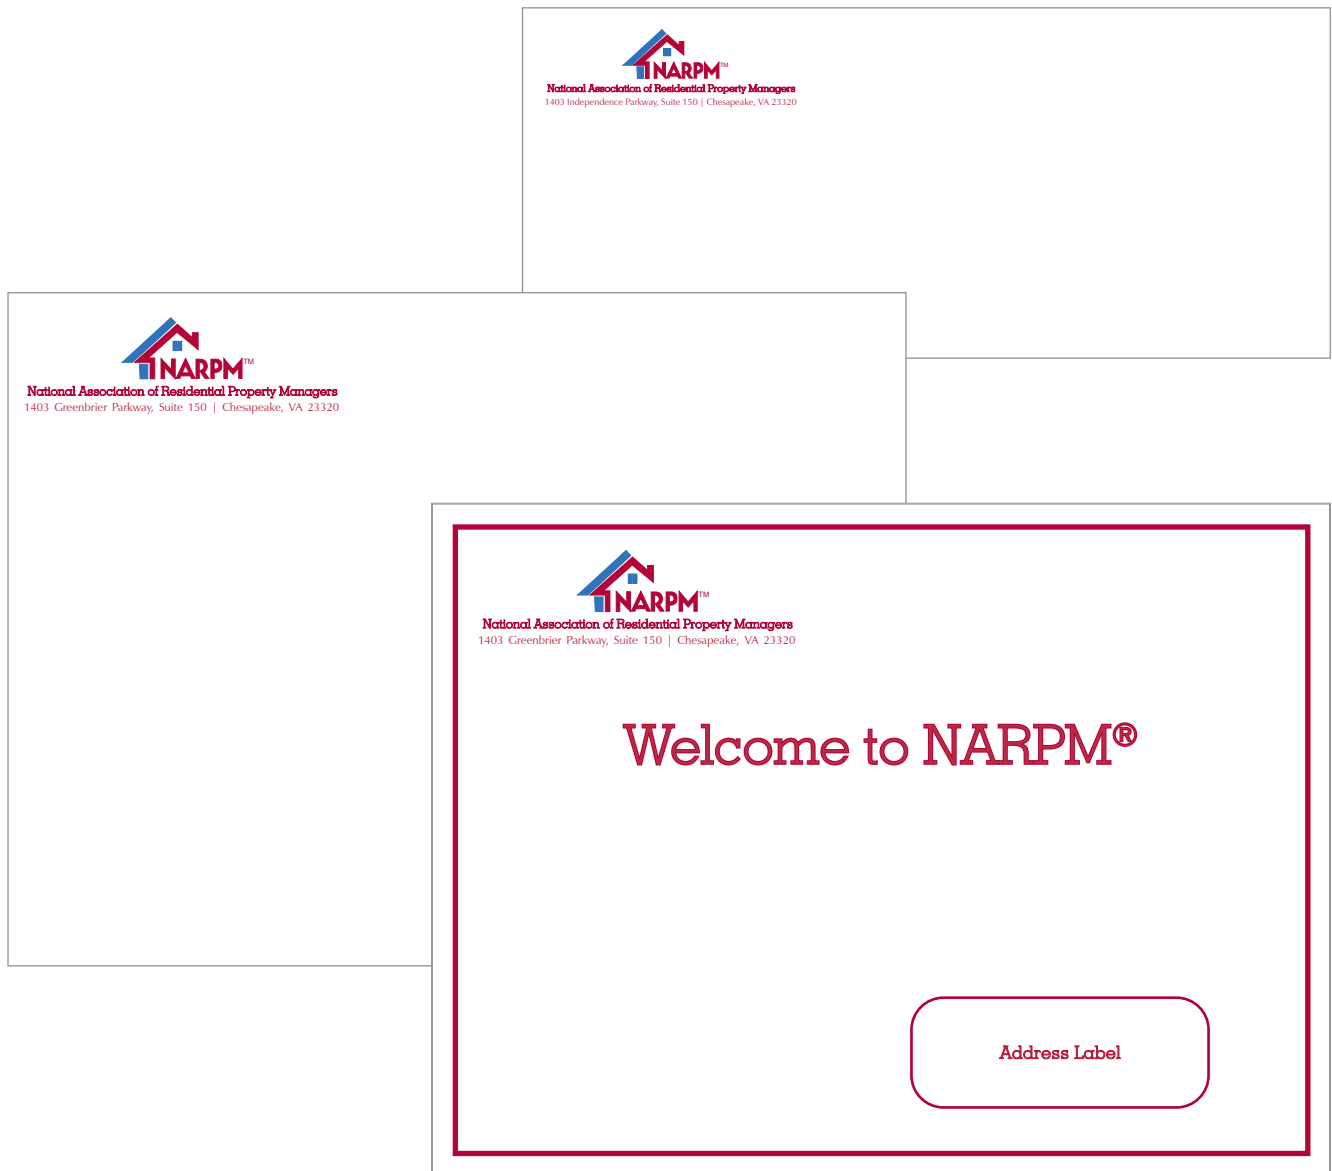 NARPM™
National Association of Residential Property Managers
1403 Independence Parkway, Suite 150 | Chesapeake, VA 23320
NARPM™
National Association of Residential Property Managers
1403 Greenbrier Parkway, Suite 150 | Chesapeake, VA 23320
NARPM™
National Association of Residential Property Managers
1403 Greenbrier Parkway, Suite 150 | Chesapeake, VA 23320
Welcome to NARPM®
Address Label